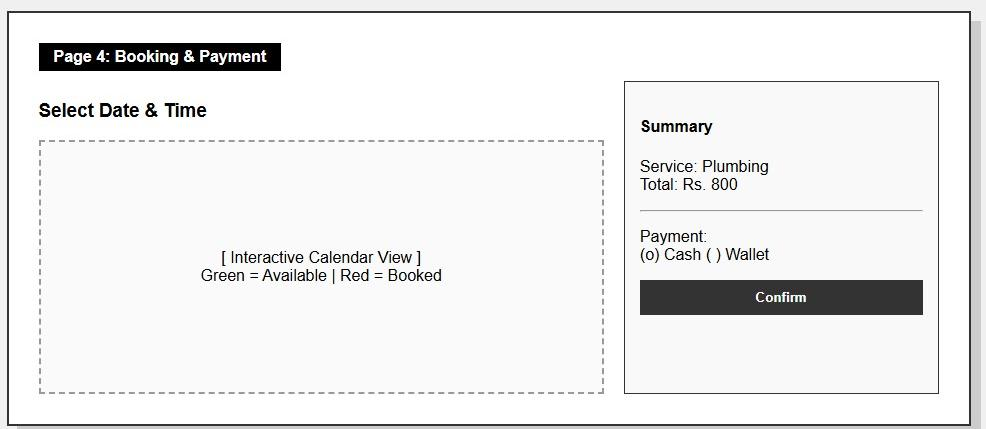 Page 4: Booking & Payment
Select Date & Time
[ Interactive Calendar View ]
Green = Available | Red = Booked
Summary
Service: Plumbing
Total: Rs. 800
Payment:
(o) Cash ( ) Wallet
Confirm